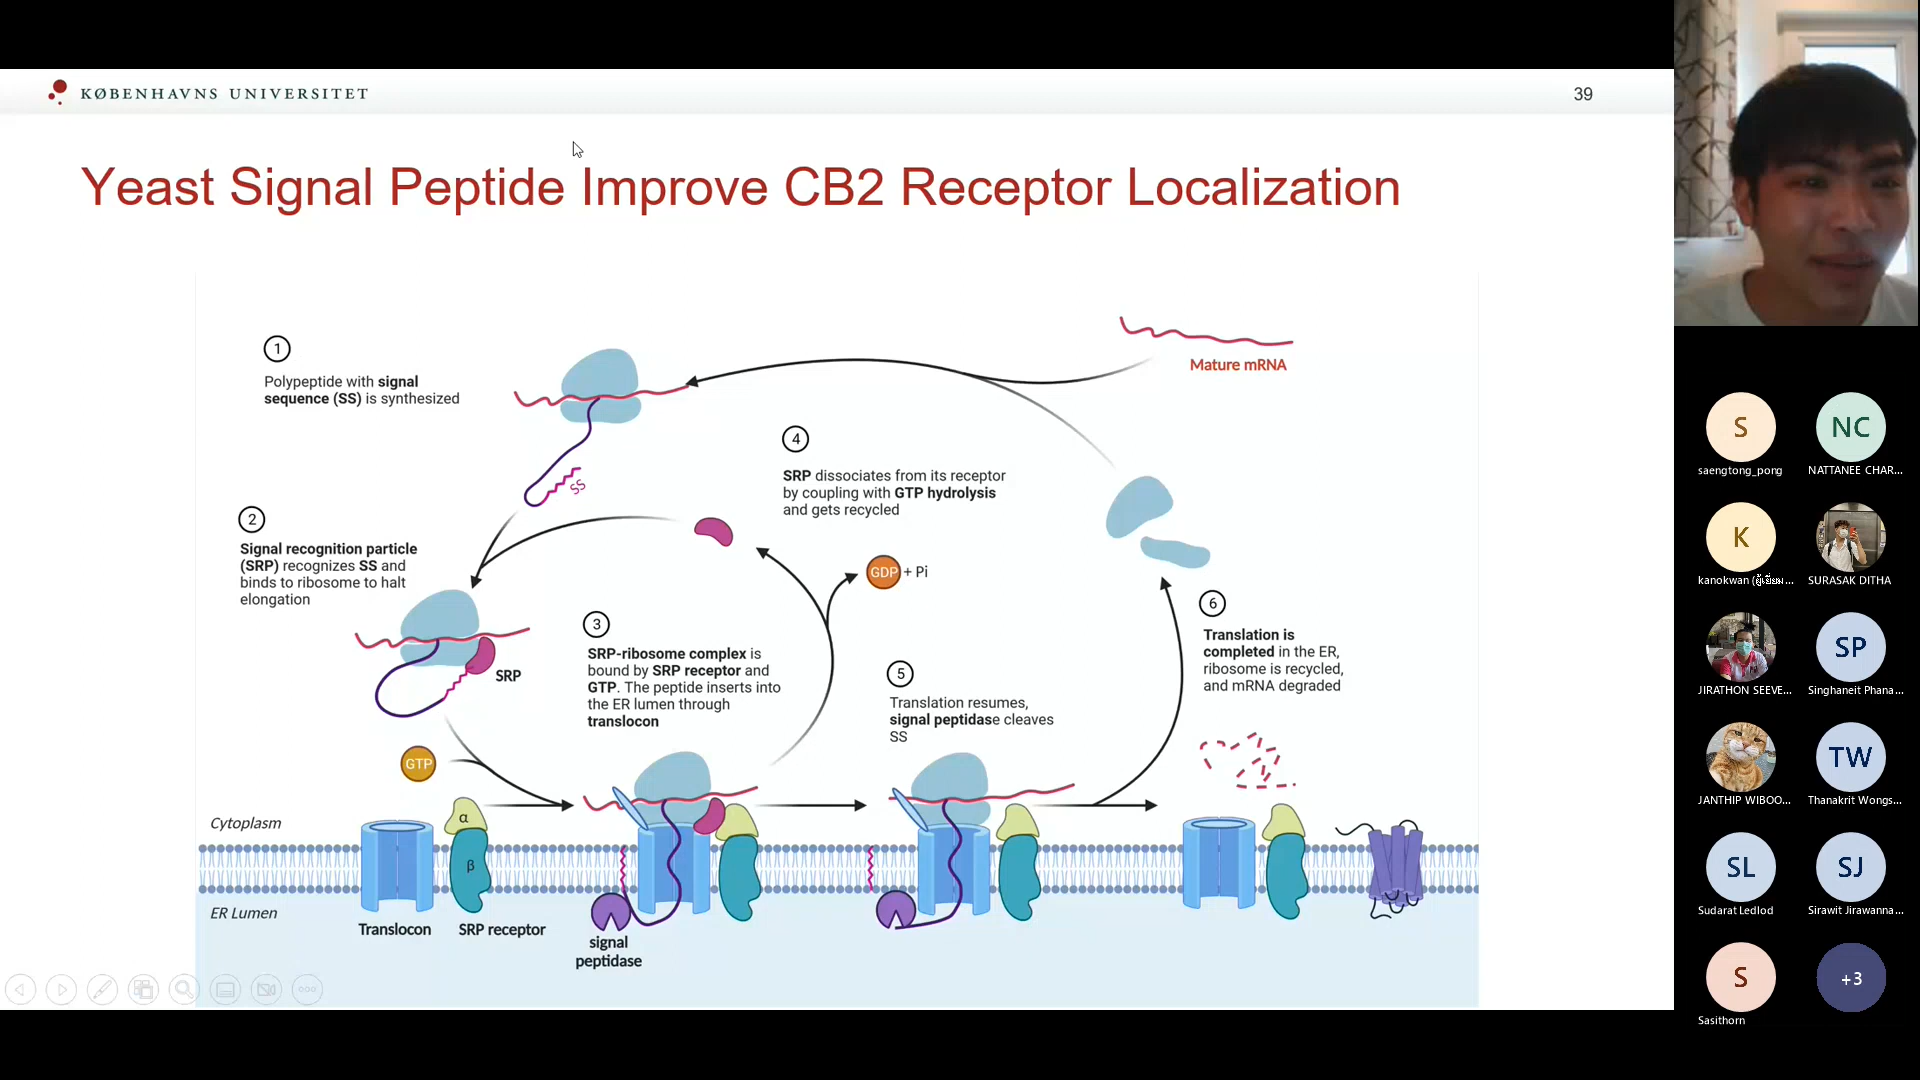 KØBENHAVNS UNIVERSITET
39
Yeast Signal Peptide Improve CB2 Receptor Localization
1
Polypeptide with signal
sequence (SS) is synthesized
SS
Mature mRNA
2
Signal recognition particle
(SRP) recognizes SS and
binds to ribosome to halt
elongation
SRP
3
SRP-ribosome complex is
bound by SRP receptor and
GTP. The peptide inserts into
the ER lumen through
translocon
4
SRP dissociates from its receptor
by coupling with GTP hydrolysis
and gets recycled
GDP + Pi
5
Translation resumes,
signal peptidase cleaves
SS
6
Translation is
completed in the ER,
ribosome is recycled,
and mRNA degraded
GTP
α
β
Cytoplasm
ER Lumen
Translocon
SRP receptor
signal
peptidase
S
saengtong_pong
NC
NATTANEE CHAR...
K
kanokwan (ผู้เยี่ยม...
SURASAK DITHA
JIRATHON SEEVE...
SP
Singhaneit Phana...
JANTHIP WIBOO...
TW
Thanakrit Wongs...
SL
Sudarat Ledlod
SJ
Sirawit Jirawanna...
S
Sasithorn
+3